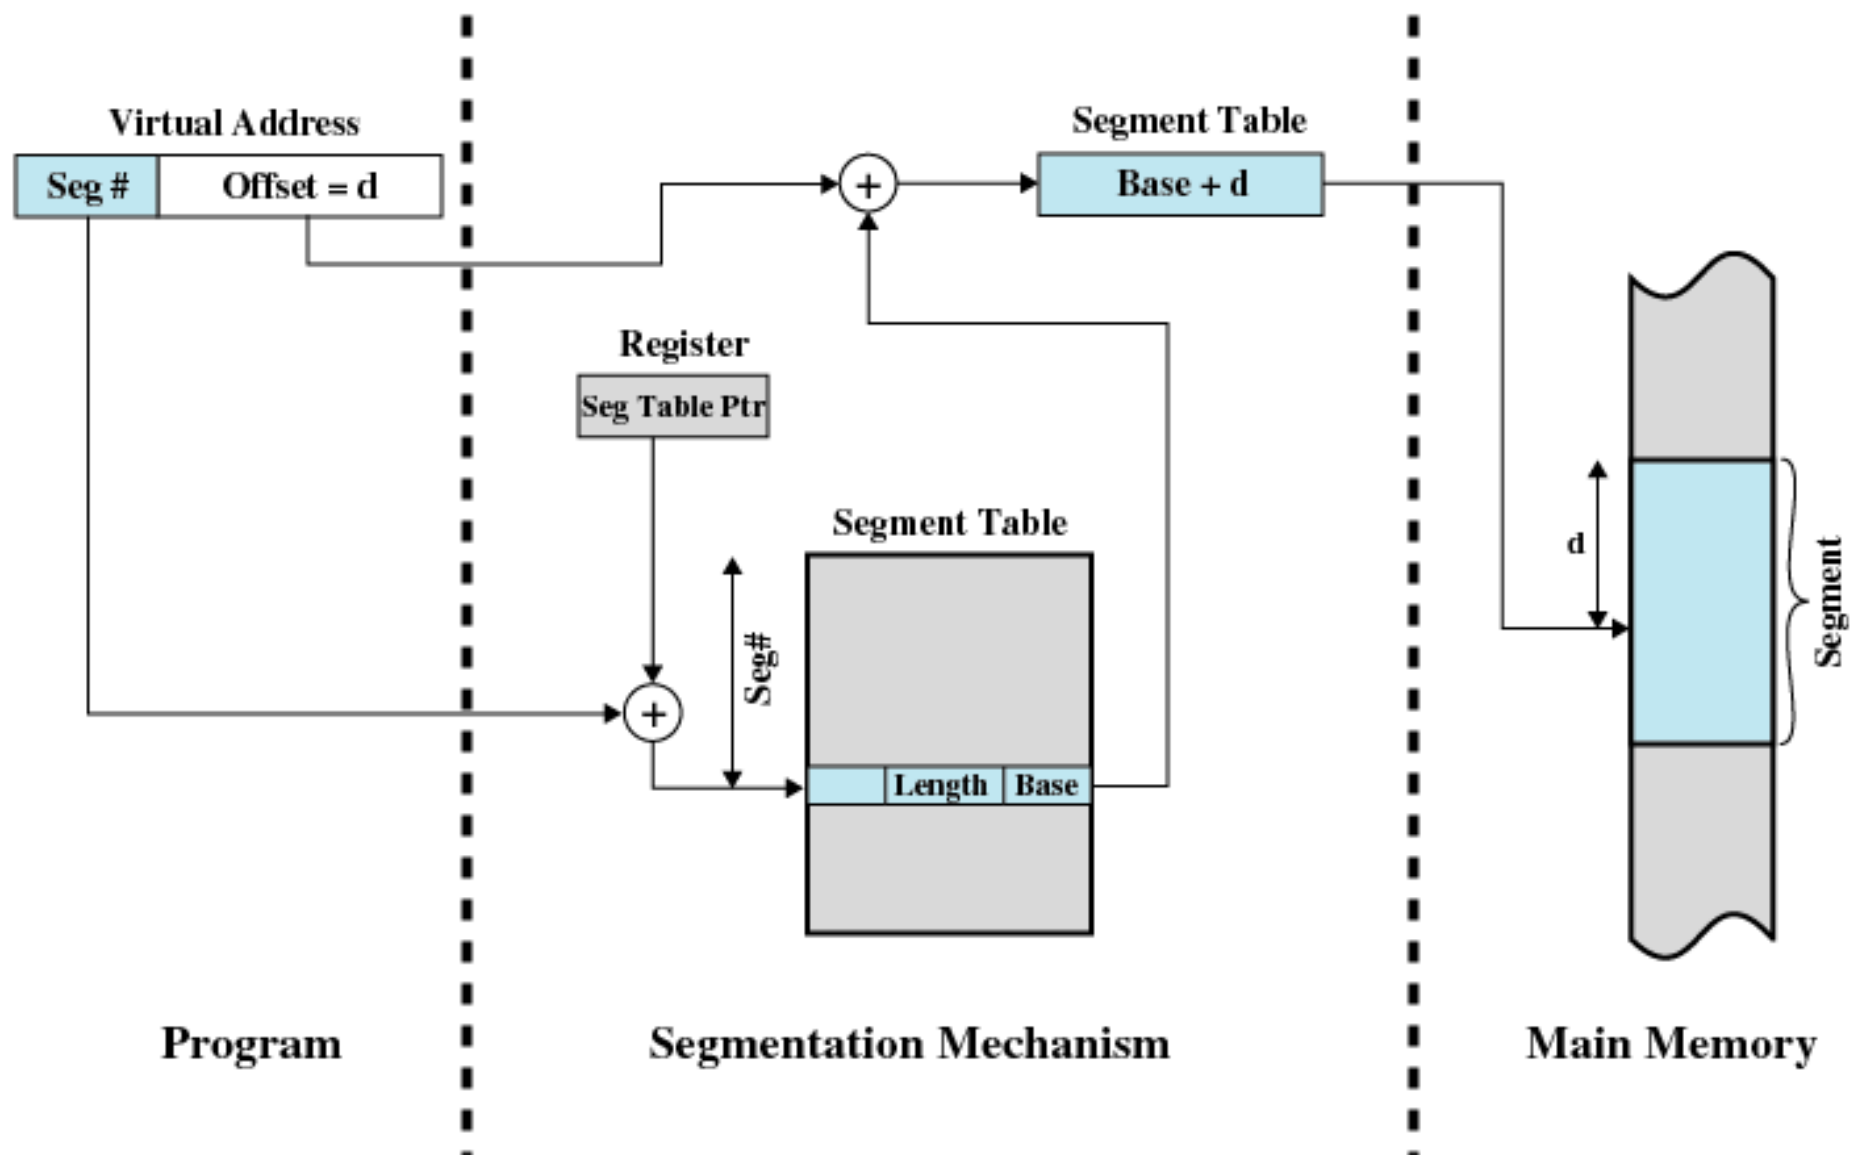 Virtual Address
Seg #
Offset = d
Segment Table
Base + d
Register
Seg Table Ptr
Segment Table
Seg#
Length
Base
d
Segment
+
+
Program
Segmentation Mechanism
Main Memory